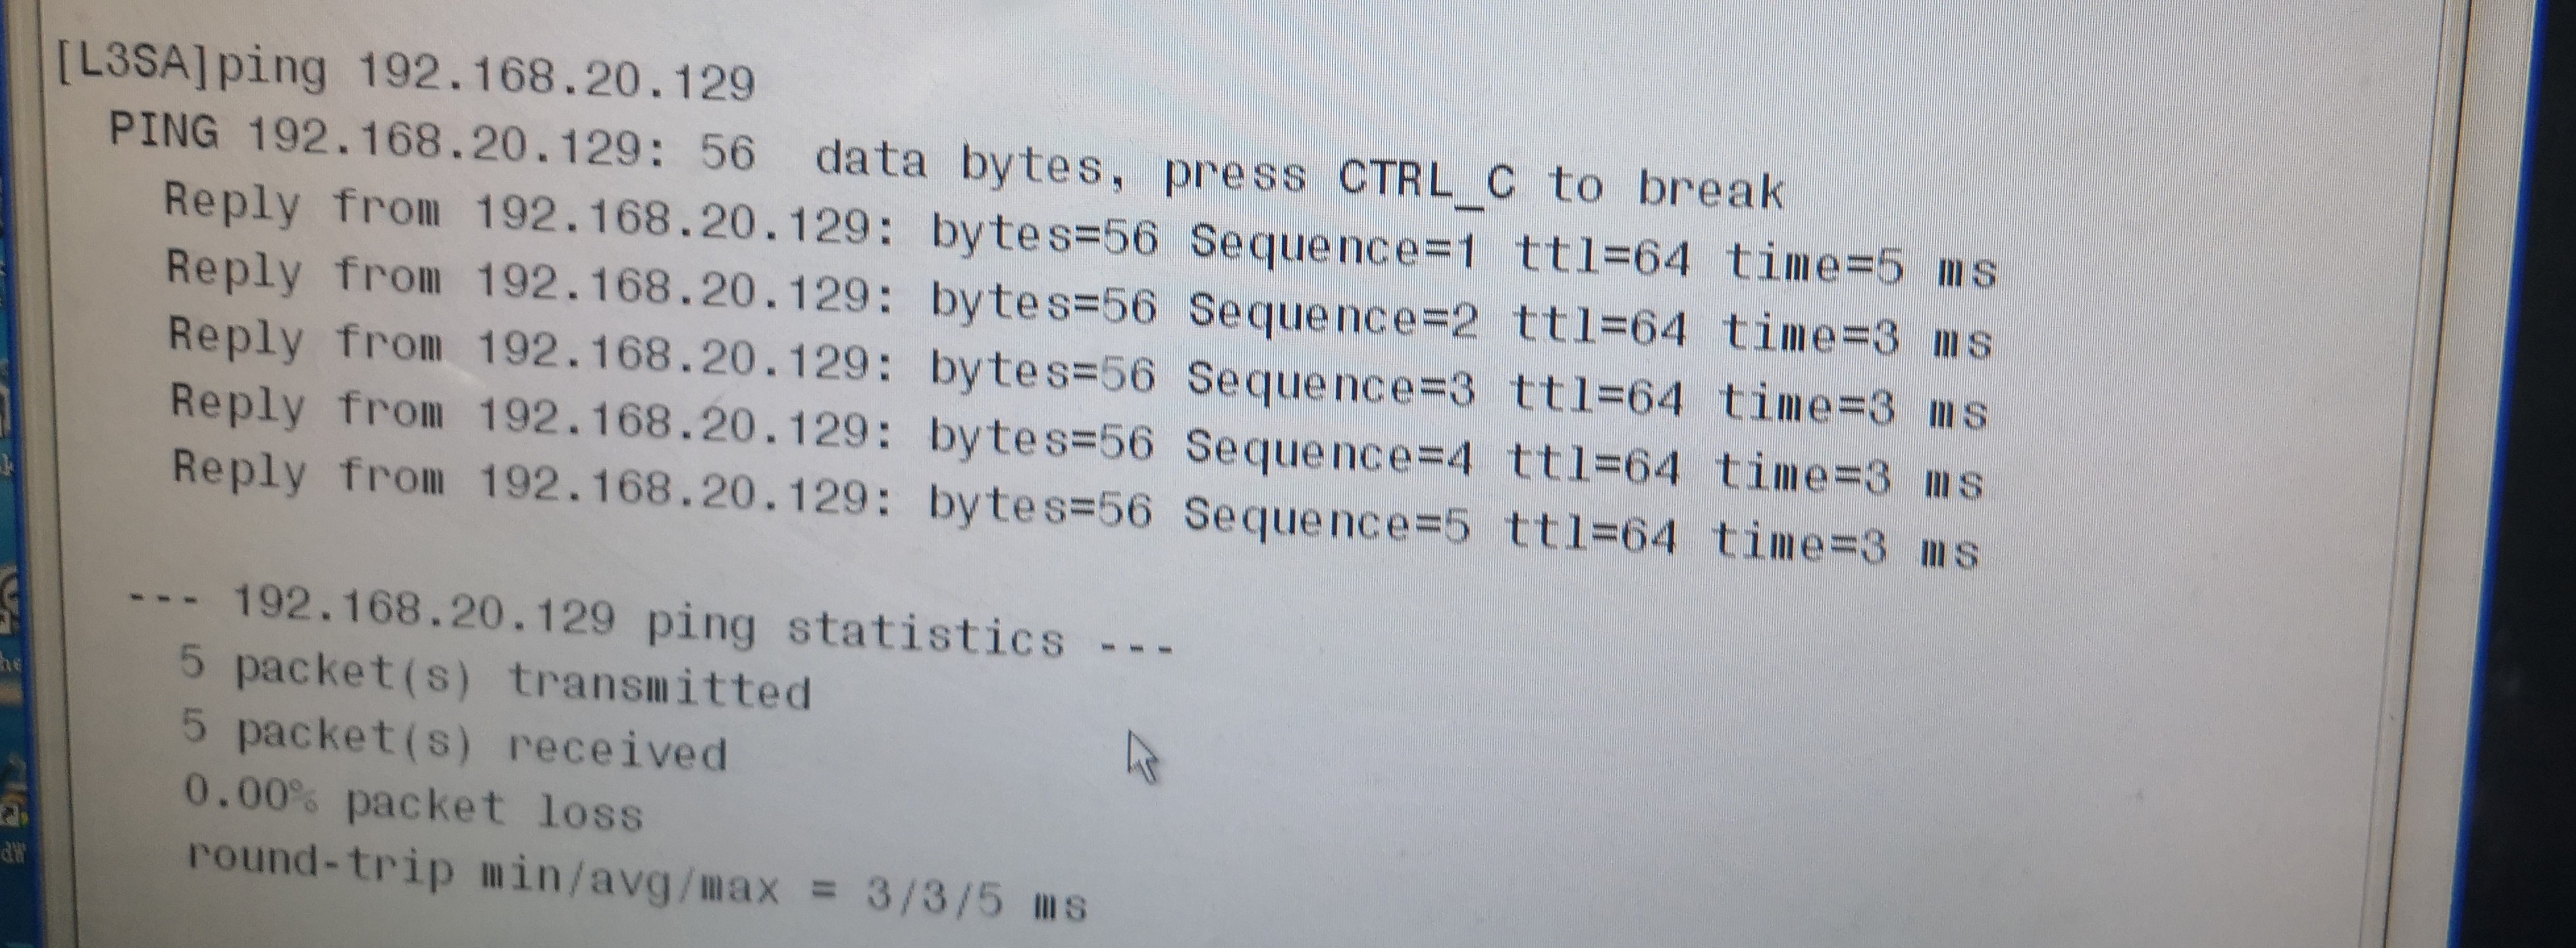 [L3SA]ping 192.168.20.129
PING 192.168.20.129: 56  data bytes, press CTRL_C to break
Reply from 192.168.20.129: bytes=56 Sequence=1 ttl=64 time=5 ms
Reply from 192.168.20.129: bytes=56 Sequence=2 ttl=64 time=3 ms
Reply from 192.168.20.129: bytes=56 Sequence=3 ttl=64 time=3 ms
Reply from 192.168.20.129: bytes=56 Sequence=4 ttl=64 time=3 ms
Reply from 192.168.20.129: bytes=56 Sequence=5 ttl=64 time=3 ms
--- 192.168.20.129 ping statistics ---
5 packet(s) transmitted
5 packet(s) received
0.00% packet loss
round-trip min/avg/max = 3/3/5 ms